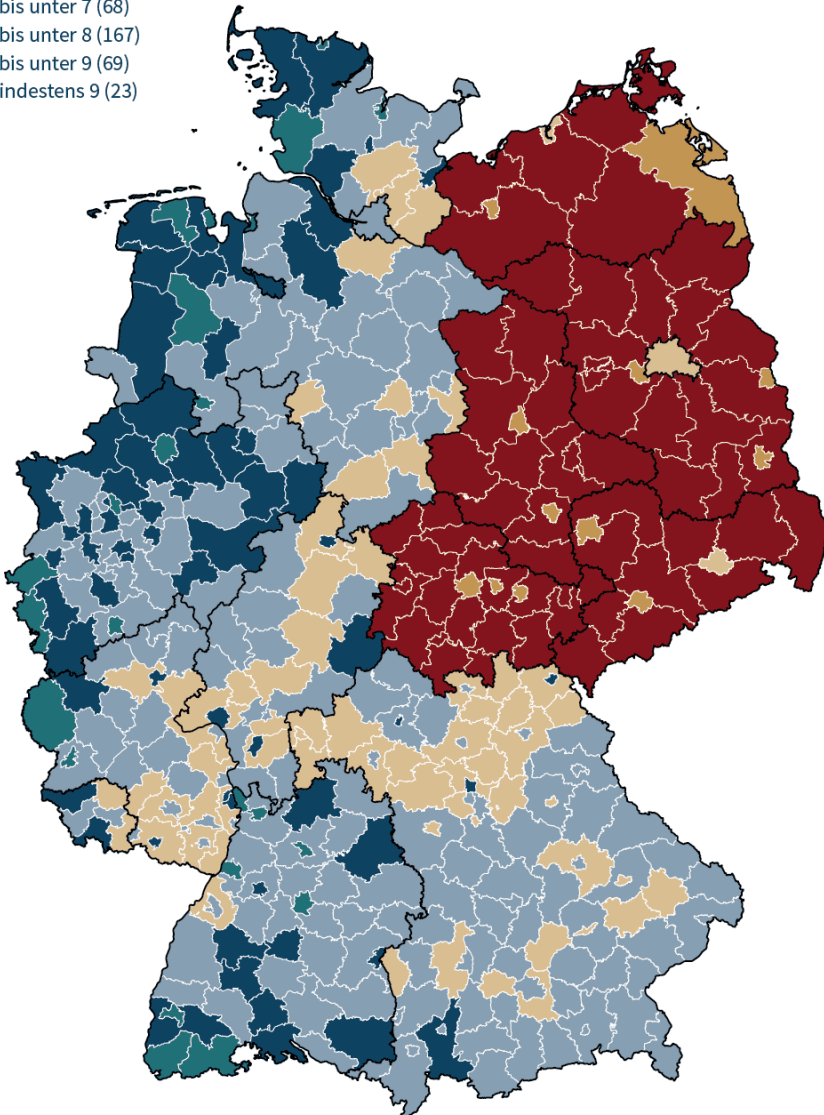 bis unter 7 (68)
bis unter 8 (167)
bis unter 9 (69)
indestens 9 (23)